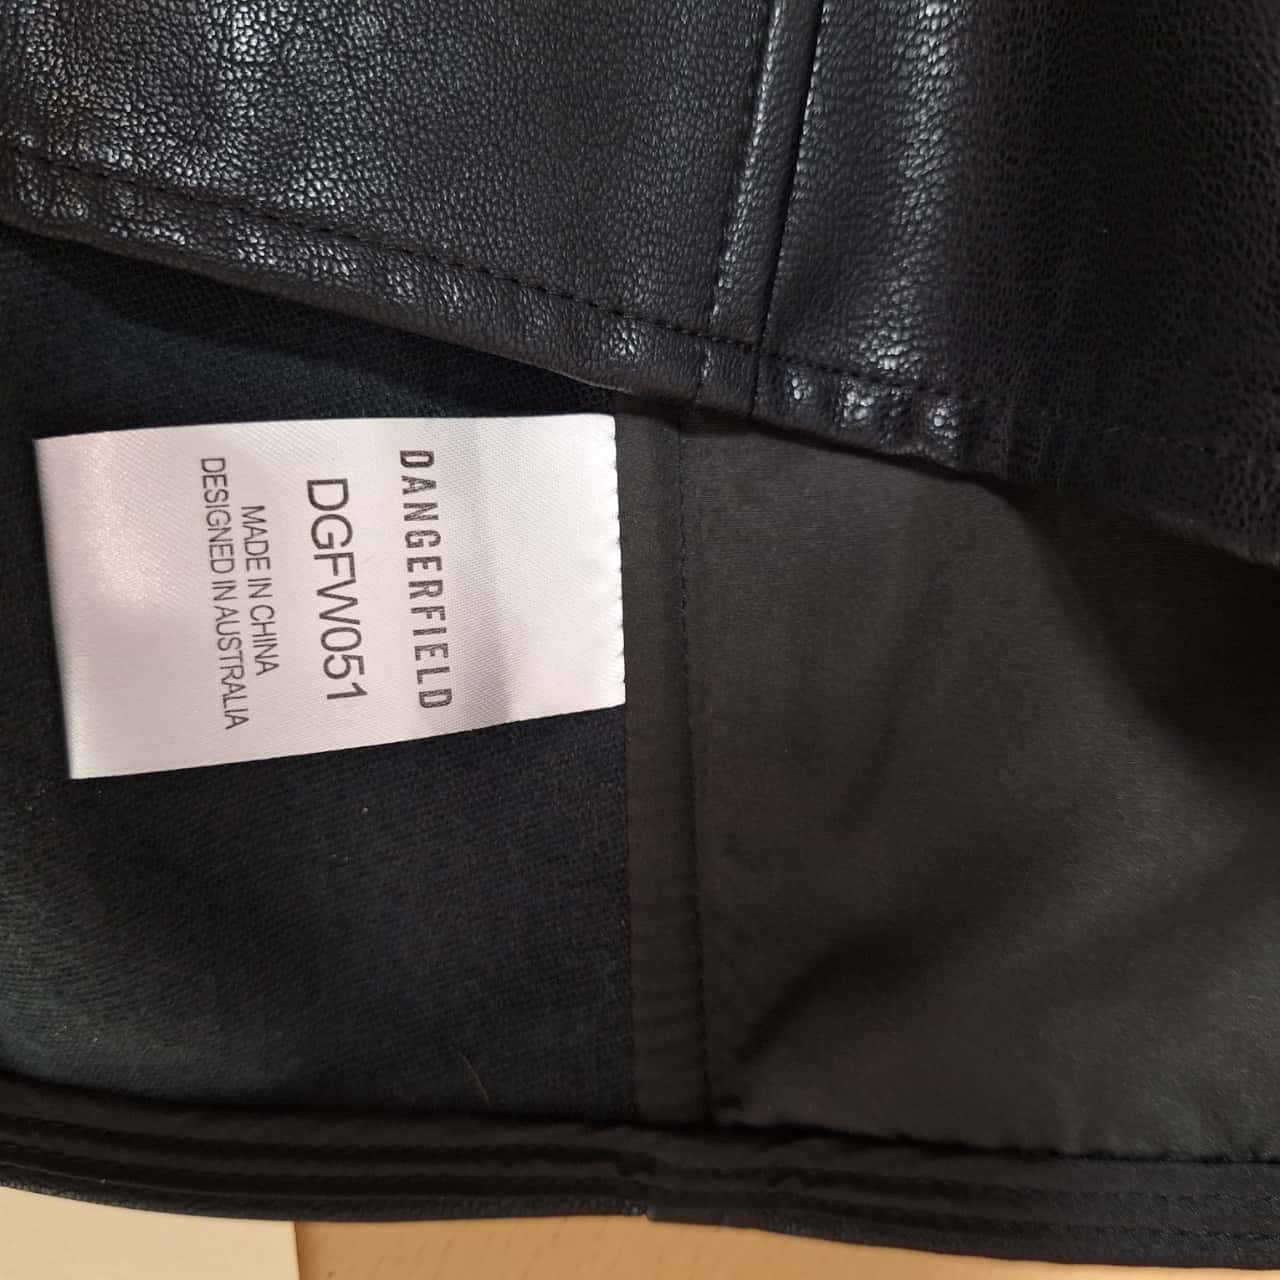 DANGERFIELD
DGFW051
MADE IN CHINA
DESIGNED IN AUSTRALIA